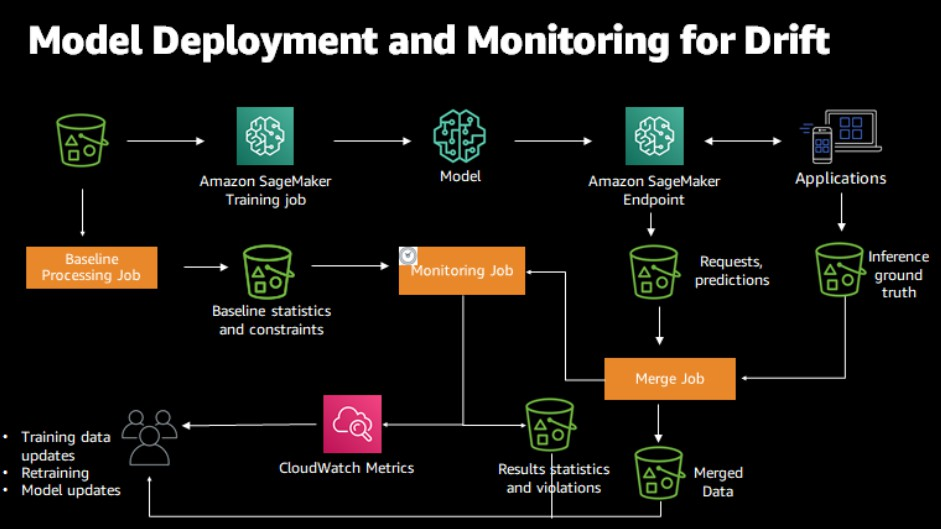 Model Deployment and Monitoring for Drift
Amazon SageMaker
Training job
Model
Amazon SageMaker
Endpoint
Applications
Baseline
Processing Job
Baseline statistics
and constraints
Monitoring Job
Requests,
predictions
Inference
ground
truth
Merge Job
• Training data
updates
• Retraining
• Model updates
CloudWatch Metrics
Results statistics
and violations
Merged
Data